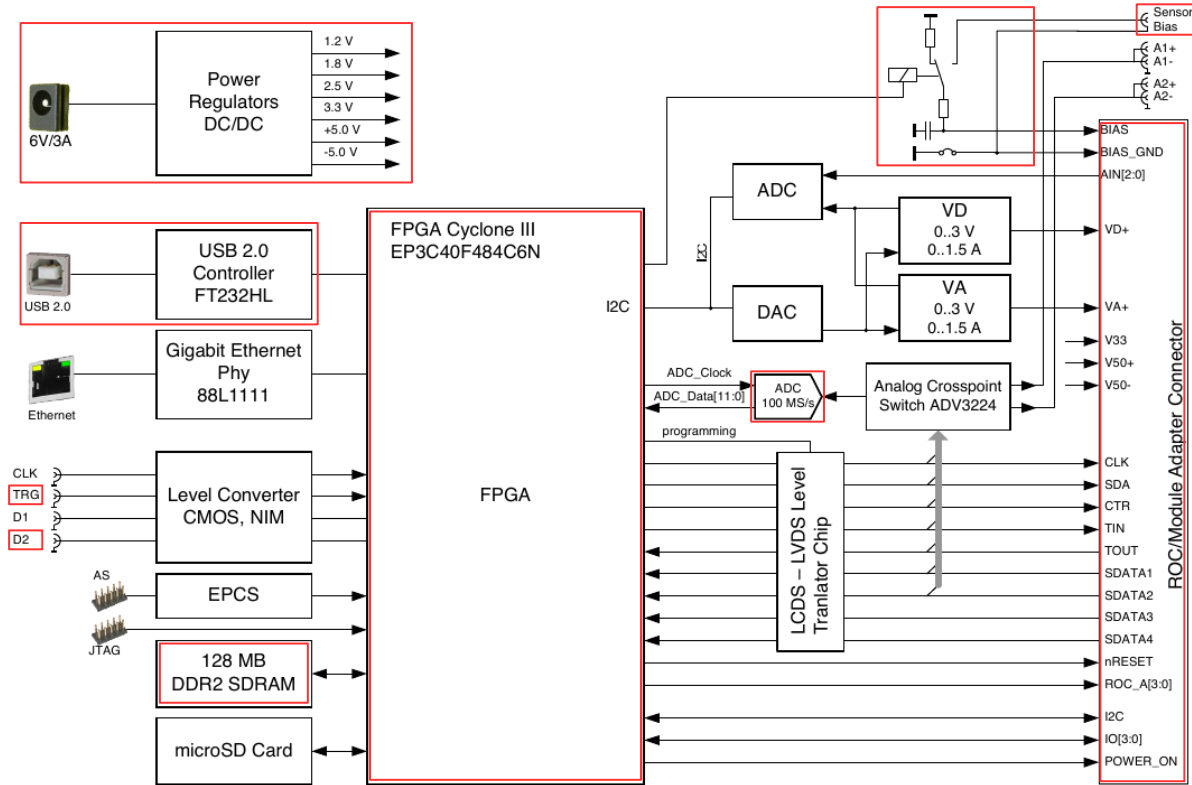 Power
Regulators
DC/DC
1.2 V
1.8 V
2.5 V
3.3 V
+5.0 V
-5.0 V
6V/3A
Sensor
Bias
A1+
A1-
A2+
A2-
USB 2.0
Controller
FT232HL
USB 2.0
Gigabit Ethernet
Phy
88L1111
Ethernet
CLK
TRG
D1
D2
Level Converter
CMOS, NIM
AS
EPCS
JTAG
128 MB
DDR2 SDRAM
microSD Card
FPGA Cyclone III
EP3C40F484C6N
I2C
FPGA
ADC
I2C
DAC
VD
0..3 V
0..1.5 A
VA
0..3 V
0..1.5 A
ADC_Clock
ADC_Data[11:0]
ADC
100 MS/s
Analog Crosspoint
Switch ADV3224
programming
LCDS – LVDS Level
Tranlator Chip
BIAS
BIAS_GND
AIN[2:0]
VD+
VA+
V33
V50+
V50-
CLK
SDA
CTR
TIN
TOUT
SDATA1
SDATA2
SDATA3
SDATA4
nRESET
ROC_A[3:0]
I2C
IO[3:0]
POWER_ON
ROC/Module Adapter Connector